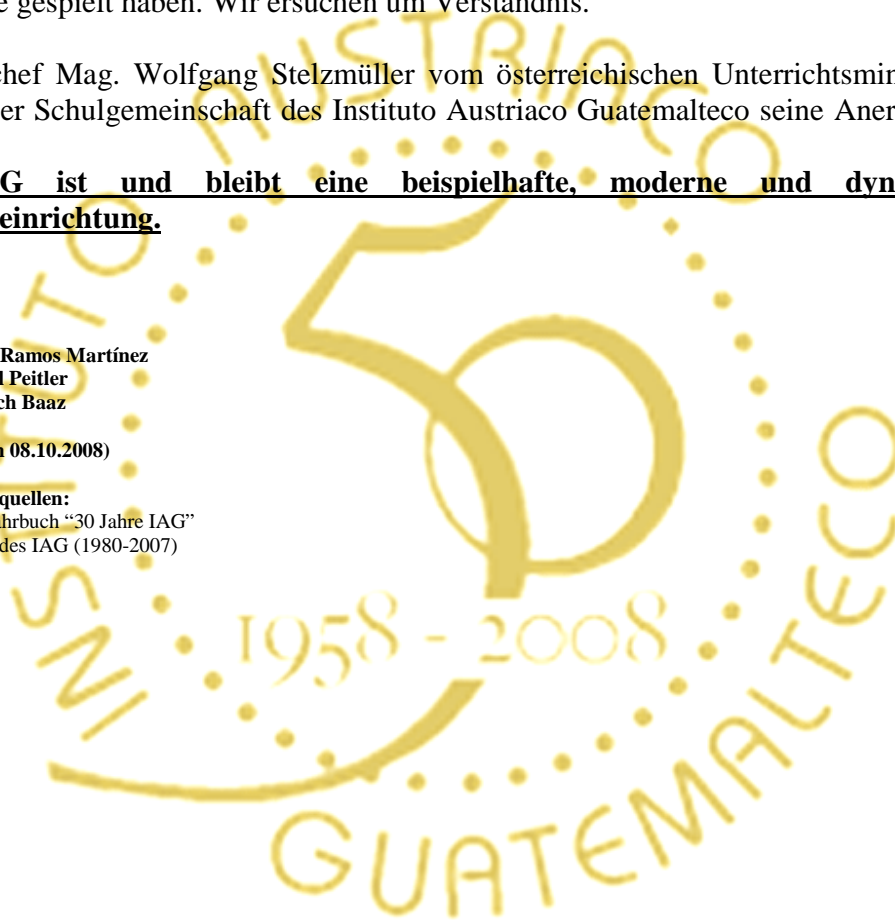 gespielt haben. Wir ersuchen um Verständnis.
chef Mag. Wolfgang Stelzmüller vom österreichischen Unterrichtsmin
er Schulgemeinschaft des Instituto Austriaco Guatemalteco seine Aner
G ist und bleibt eine beispielhafte, moderne und dyn
einrichtung.
Ramos Martínez
l Peitler
ch Baaz
n 08.10.2008)
quellen:
hrbuch “30 Jahre IAG”
des IAG (1980-2007)
INSTITUTO AUSTRIACO
50
1958 - 2008
GUATEMALTECO